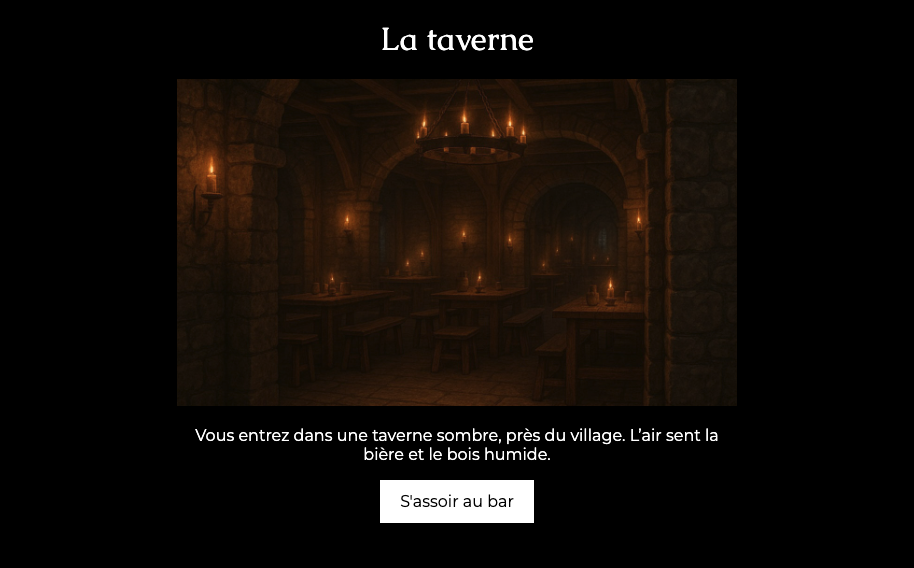 La taverne
Vous entrez dans une taverne sombre, près du village. L’air sent la
bière et le bois humide.
S'assoir au bar